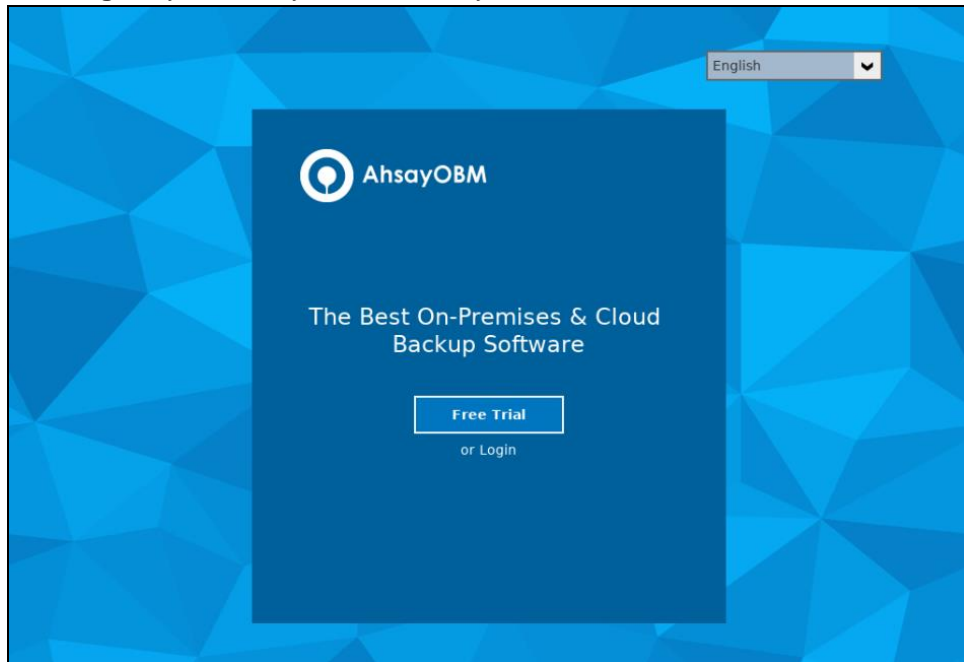 English
AhsayOBM
The Best On-Premises & Cloud
Backup Software
Free Trial
or Login